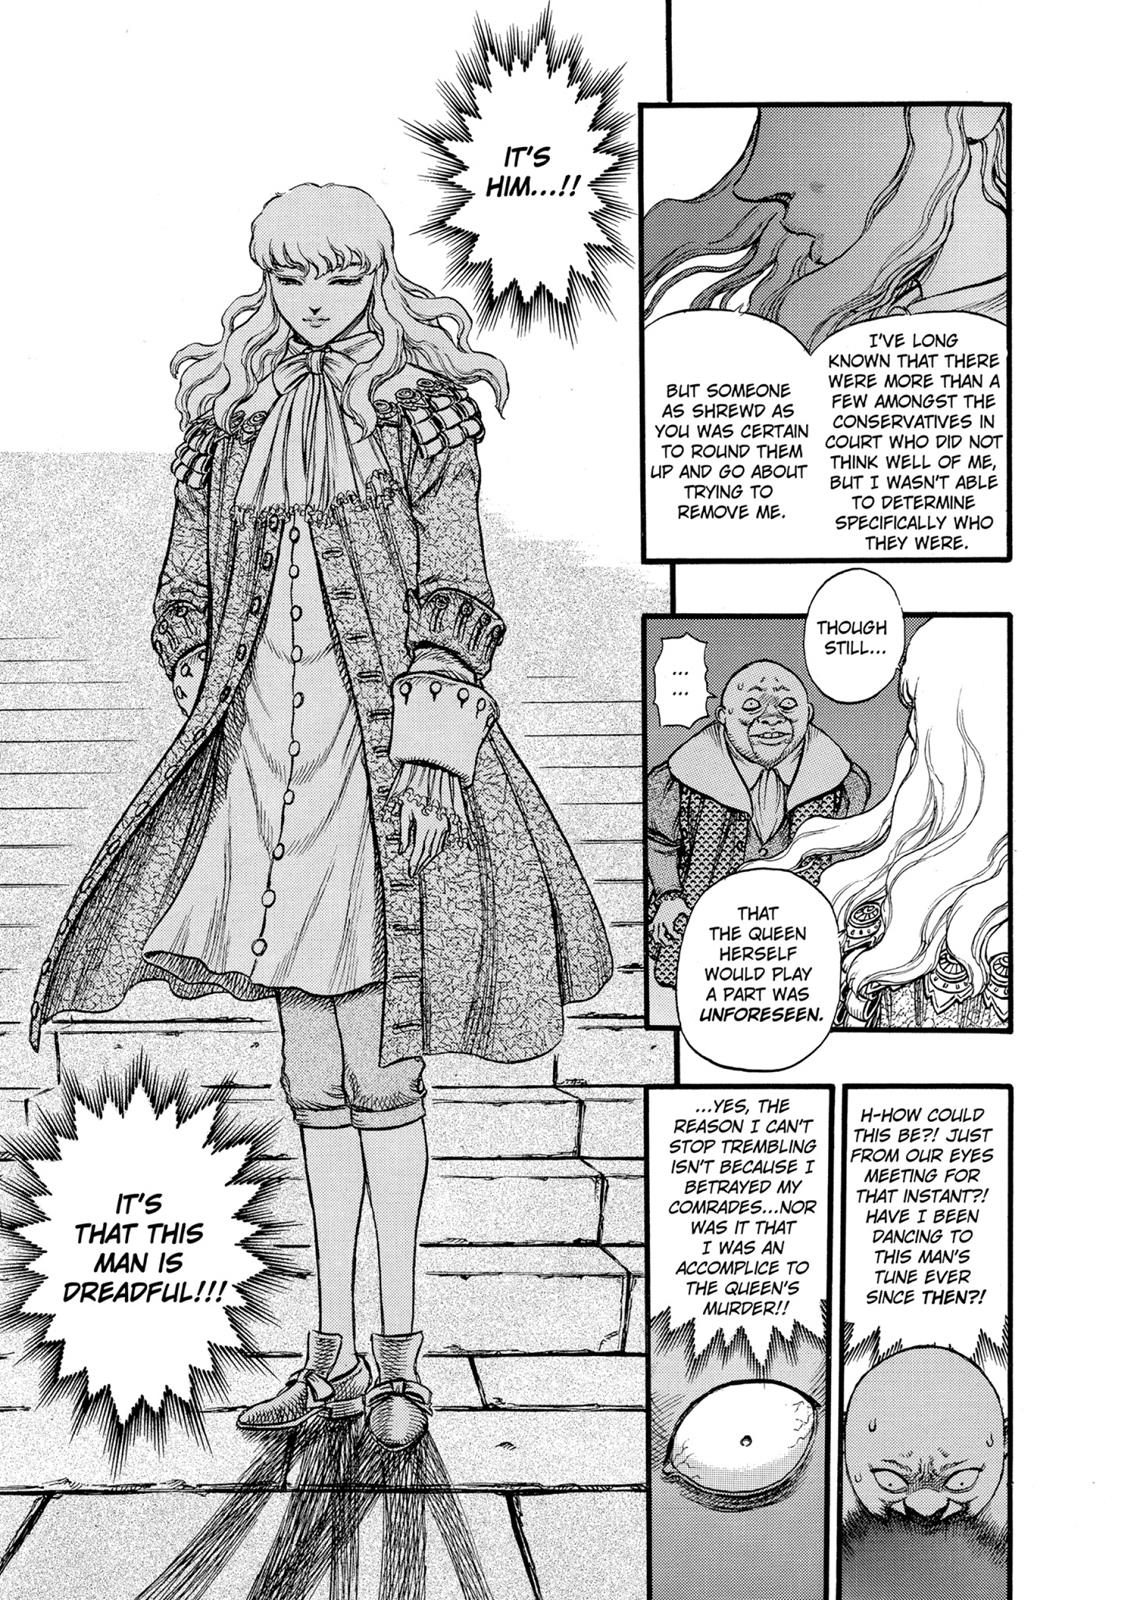 I'VE LONG
KNOWN THAT THERE
WERE MORE THAN A
FEW AMONGST THE
CONSERVATIVES IN
COURT WHO DID NOT
THINK WELL OF ME,
BUT I WASN'T ABLE
TO DETERMINE
SPECIFICALLY WHO
THEY WERE.
BUT SOMEONE
AS SHREWD AS
YOU WAS CERTAIN
TO ROUND THEM
UP AND GO ABOUT
TRYING TO
REMOVE ME.
THOUGH
STILL...
...
...
THAT
THE QUEEN
HERSELF
WOULD PLAY
A PART WAS
UNFORESEEN.
H-HOW COULD
THIS BE?! JUST
FROM OUR EYES
MEETING FOR
THAT INSTANT?!
HAVE I BEEN
DANCING TO
THIS MAN'S
TUNE EVER
SINCE THEN?!
...YES, THE
REASON I CAN'T
STOP TREMBLING
ISN'T BECAUSE I
BETRAYED MY
COMRADES...NOR
WAS IT THAT
I WAS AN
ACCOMPLICE TO
THE QUEEN'S
MURDER!!
IT'S
HIM...!!
IT'S
THAT THIS
MAN IS
DREADFUL!!!